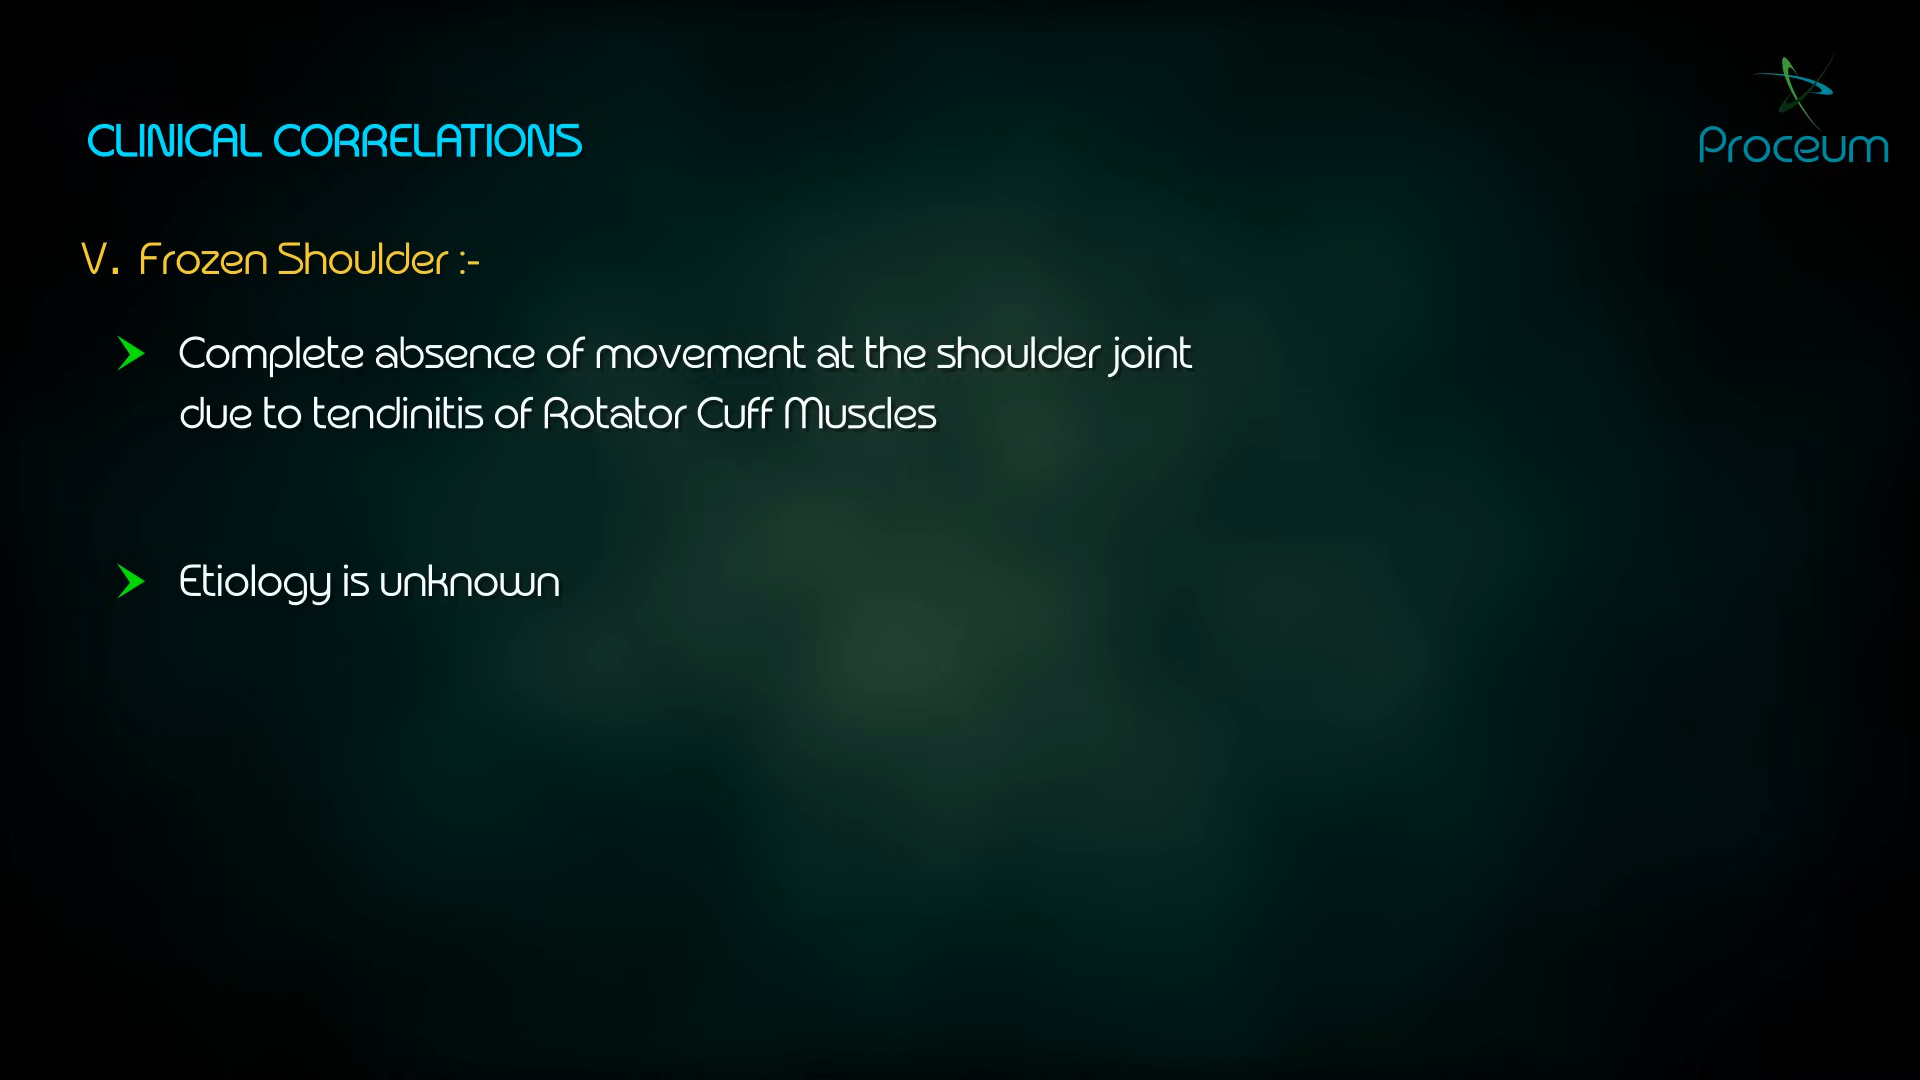 Proceum
CLINICAL CORRELATIONS
V. Frozen Shoulder :-
Complete absence of movement at the shoulder joint
due to tendinitis of Rotator Cuff Muscles
Etiology is unknown